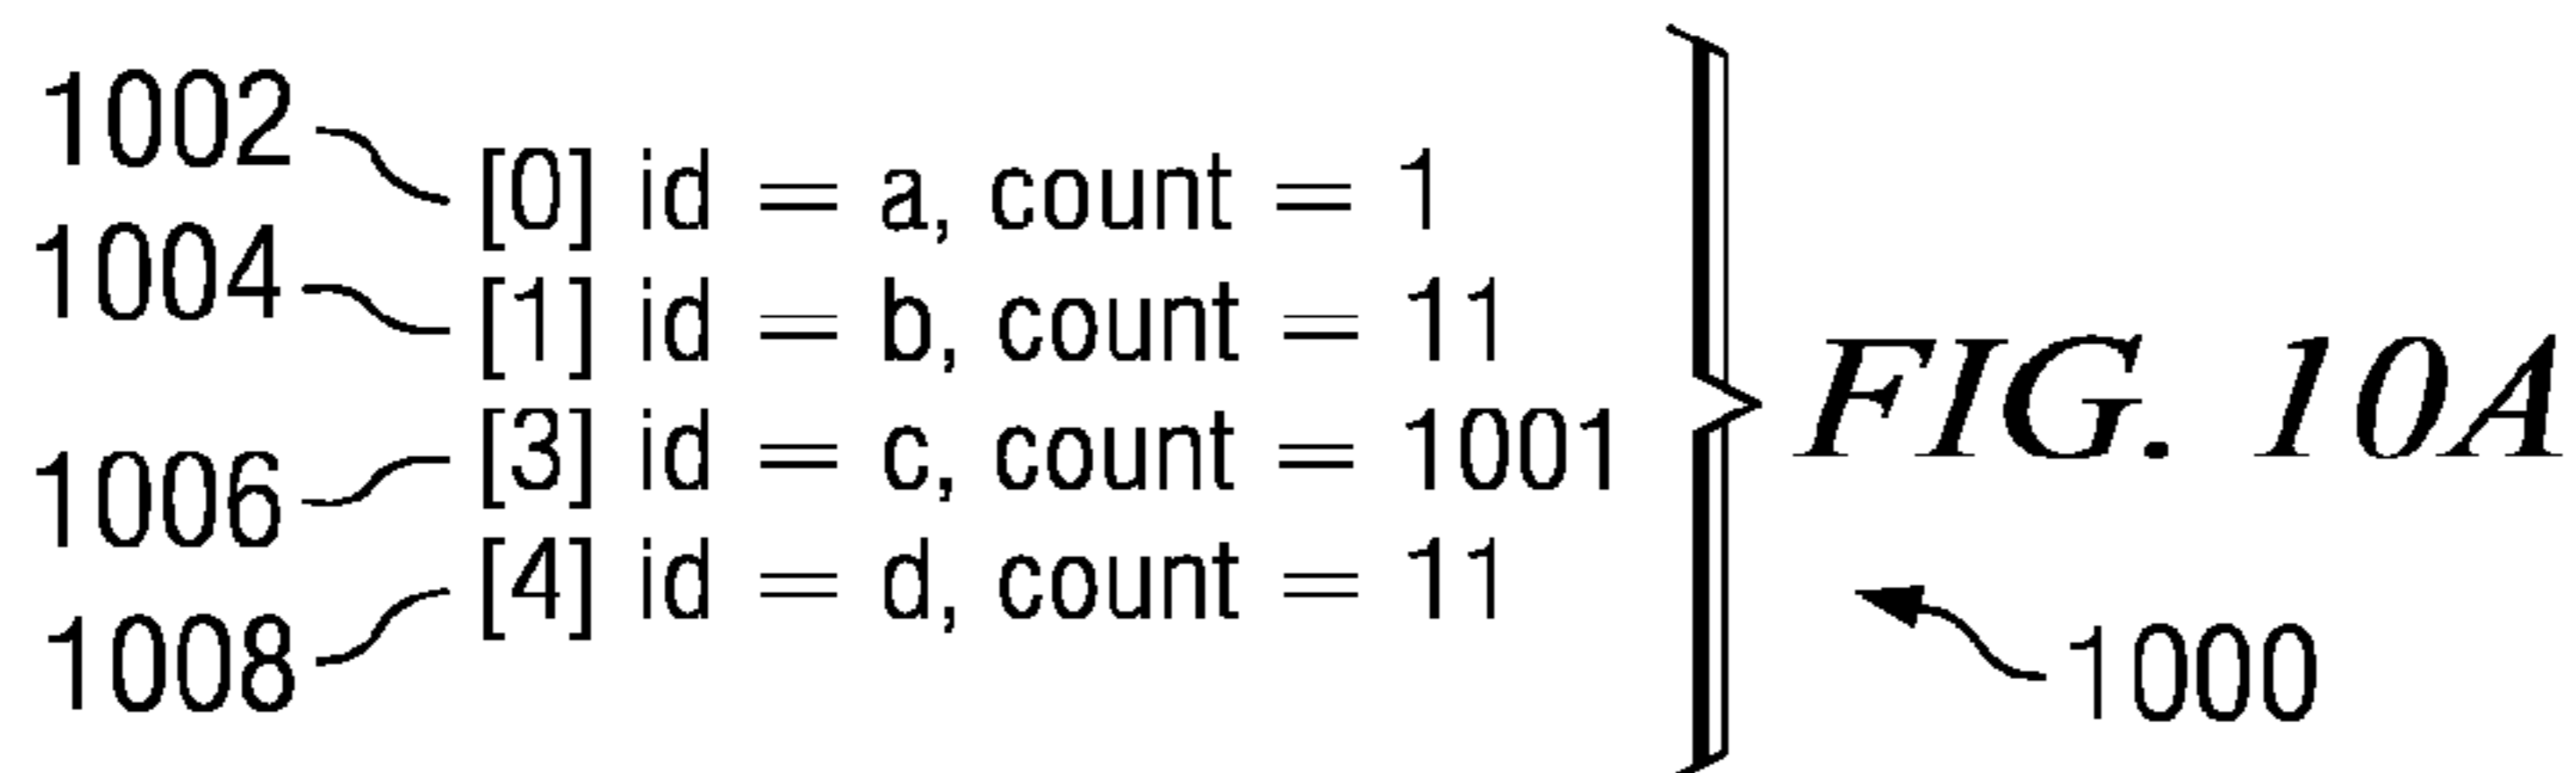 1002
[0] id = a, count = 1
1004
[1] id = b, count = 11
1006
[3] id = c, count = 1001
1008
[4] id = d, count = 11
FIG. 10A
1000